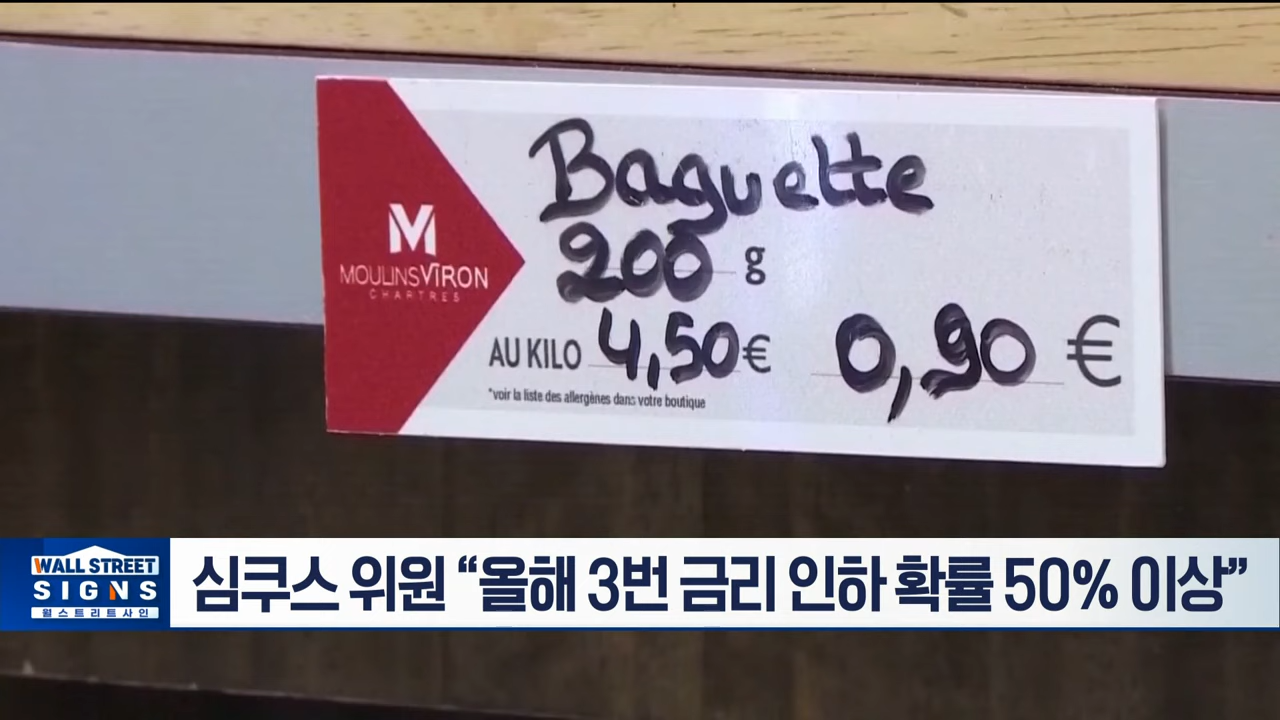 Baguette
200 g
AU KILO 4,50€ 0,90 €
*voir la liste des allergènes dans votre boutique
M
MOULINS VIRON
CHARTRES
WALL STREET
SIGNS
월스트리트사인
심쿠스 위원 “올해 3번 금리 인하 확률 50% 이상”